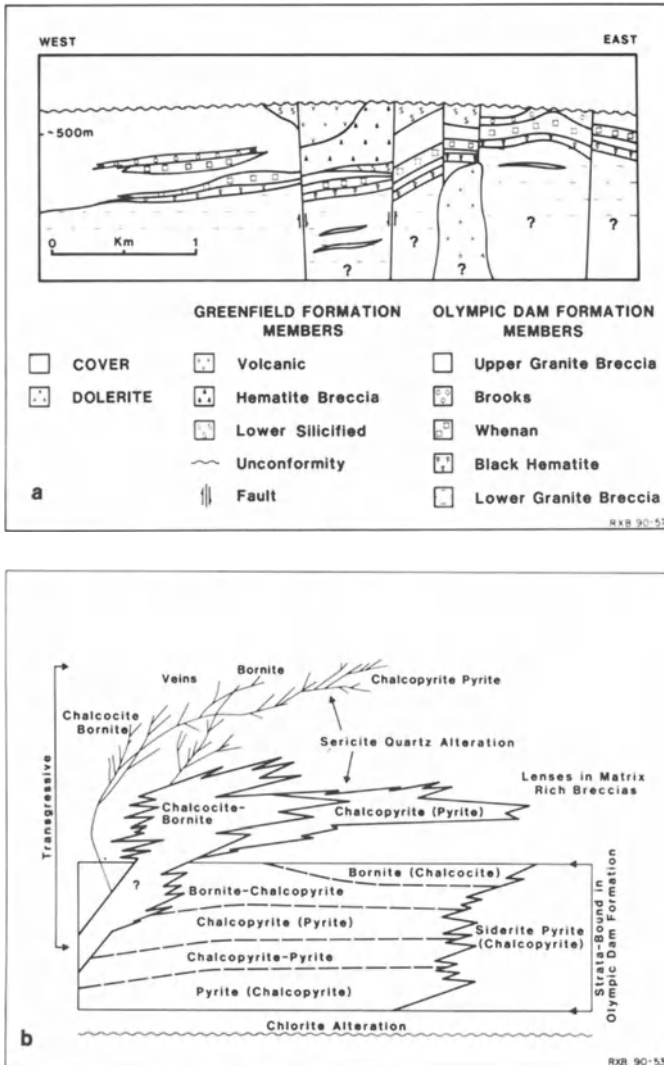 WEST
EAST
~500m
?
?
?
?
0 Km 1
GREENFIELD FORMATION MEMBERS
OLYMPIC DAM FORMATION MEMBERS
COVER
DOLERITE
Volcanic
Hematite Breccia
Lower Silicified
Unconformity
Fault
Upper Granite Breccia
Brooks
Whenan
Black Hematite
Lower Granite Breccia
a
RXB 90-53
Transgressive
Veins
Bornite
Chalcopyrite Pyrite
Chalcocite
Bornite
Sericite Quartz Alteration
Lenses in Matrix
Rich Breccias
Chalcocite-
Bornite
Chalcopyrite (Pyrite)
Bornite (Chalcocite)
?
Bornite-Chalcopyrite
Chalcopyrite (Pyrite)
Siderite Pyrite
(Chalcopyrite)
Chalcopyrite-Pyrite
Pyrite (Chalcopyrite)
Strata-Bound in
Olympic Dam Formation
Chlorite Alteration
b
RXB 90-53